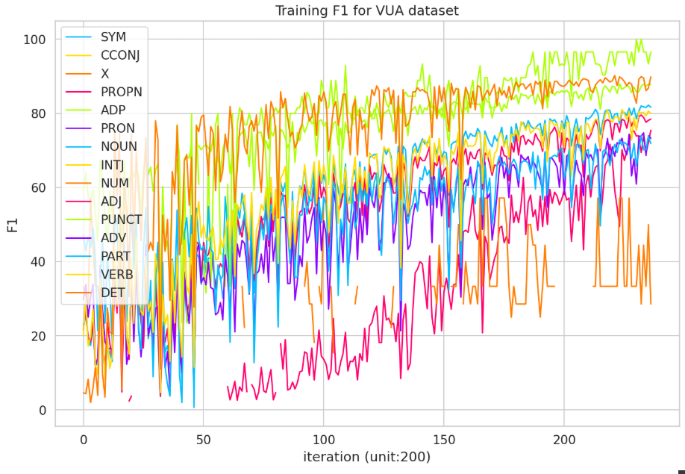 Training F1 for VUA dataset
100
80
60
40
20
0
F1
SYM
CCONJ
X
PROPN
ADP
PRON
NOUN
INTJ
NUM
ADJ
PUNCT
ADV
PART
VERB
DET
0
50
100
150
200
iteration (unit:200)